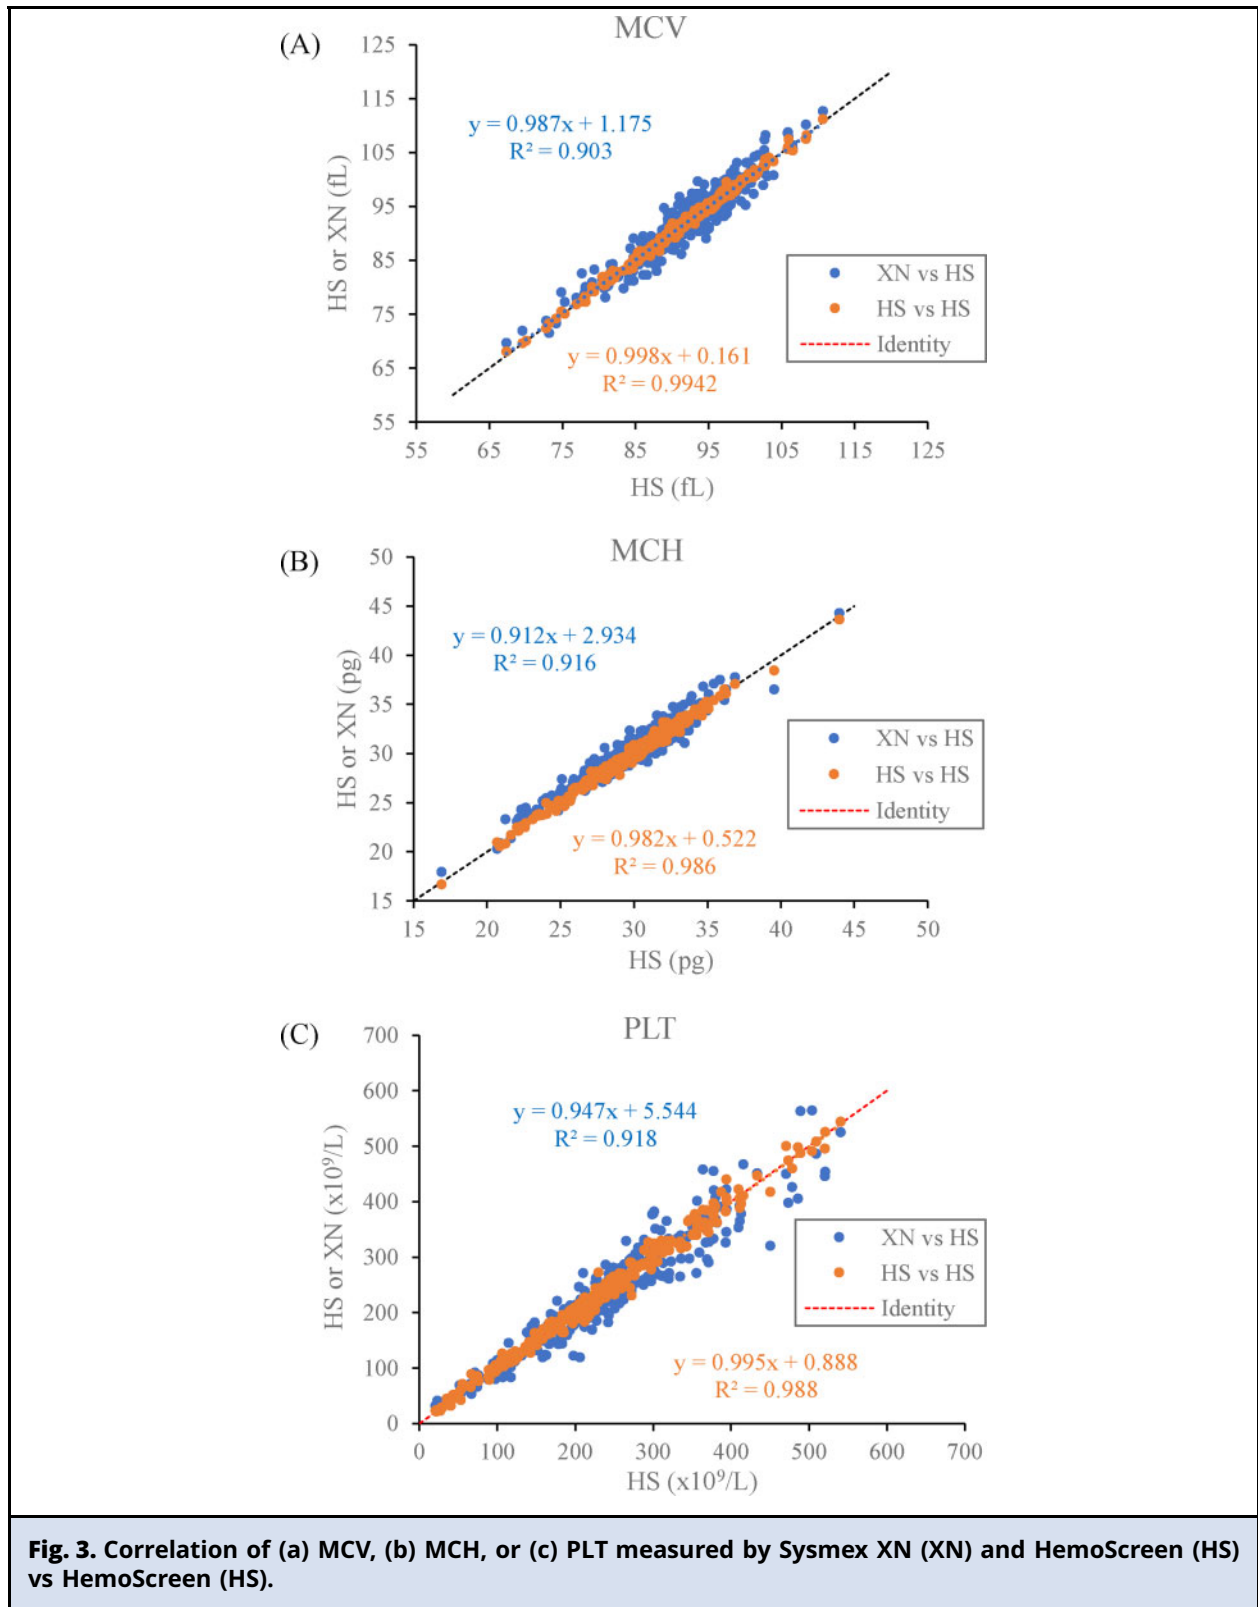 (A)
MCV
125
115
105
95
85
75
65
55
HS or XN (fL)
y = 0.987x + 1.175
R² = 0.903
XN vs HS
HS vs HS
Identity
y = 0.998x + 0.161
R² = 0.9942
55 65 75 85 95 105 115 125
HS (fL)
(B)
MCH
50
45
40
35
30
25
20
15
HS or XN (pg)
y = 0.912x + 2.934
R² = 0.916
XN vs HS
HS vs HS
Identity
y = 0.982x + 0.522
R² = 0.986
15 20 25 30 35 40 45 50
HS (pg)
(C)
PLT
700
600
500
400
300
200
100
0
HS or XN (x10⁹/L)
y = 0.947x + 5.544
R² = 0.918
XN vs HS
HS vs HS
Identity
y = 0.995x + 0.888
R² = 0.988
0 100 200 300 400 500 600 700
HS (x10⁹/L)
Fig. 3. Correlation of (a) MCV, (b) MCH, or (c) PLT measured by Sysmex XN (XN) and HemoScreen (HS)
vs HemoScreen (HS).